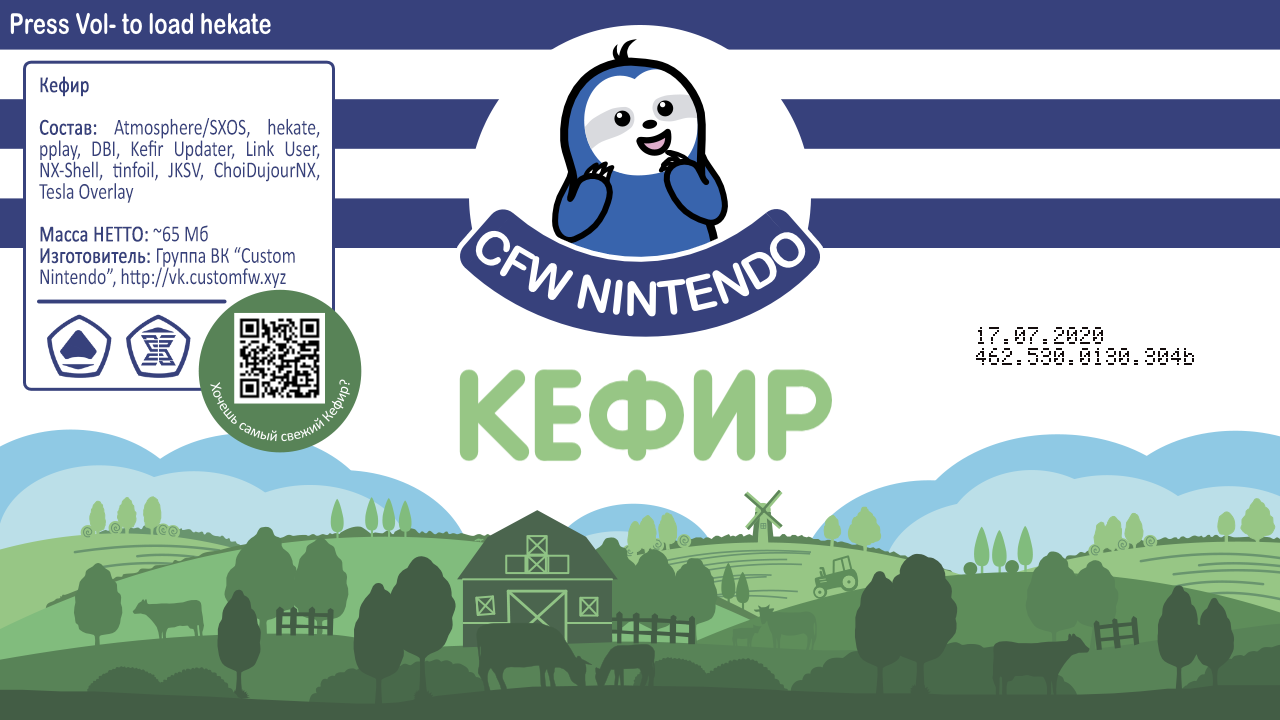 Press Vol- to load hekate
Кефир
Состав: Atmosphere/SXOS, hekate,
pplay, DBI, Kefir Updater, Link User,
NX-Shell, tinfoil, JKSV, ChoiDujourNX,
Tesla Overlay
Масса НЕТТО: ~65 Мб
Изготовитель: Группа ВК “Custom
Nintendo”, http://vk.customfw.xyz
Хочешь самый свежий Кефир?
CFW NINTENDO
КЕФИР
17.07.2020
462.530.0130.304b